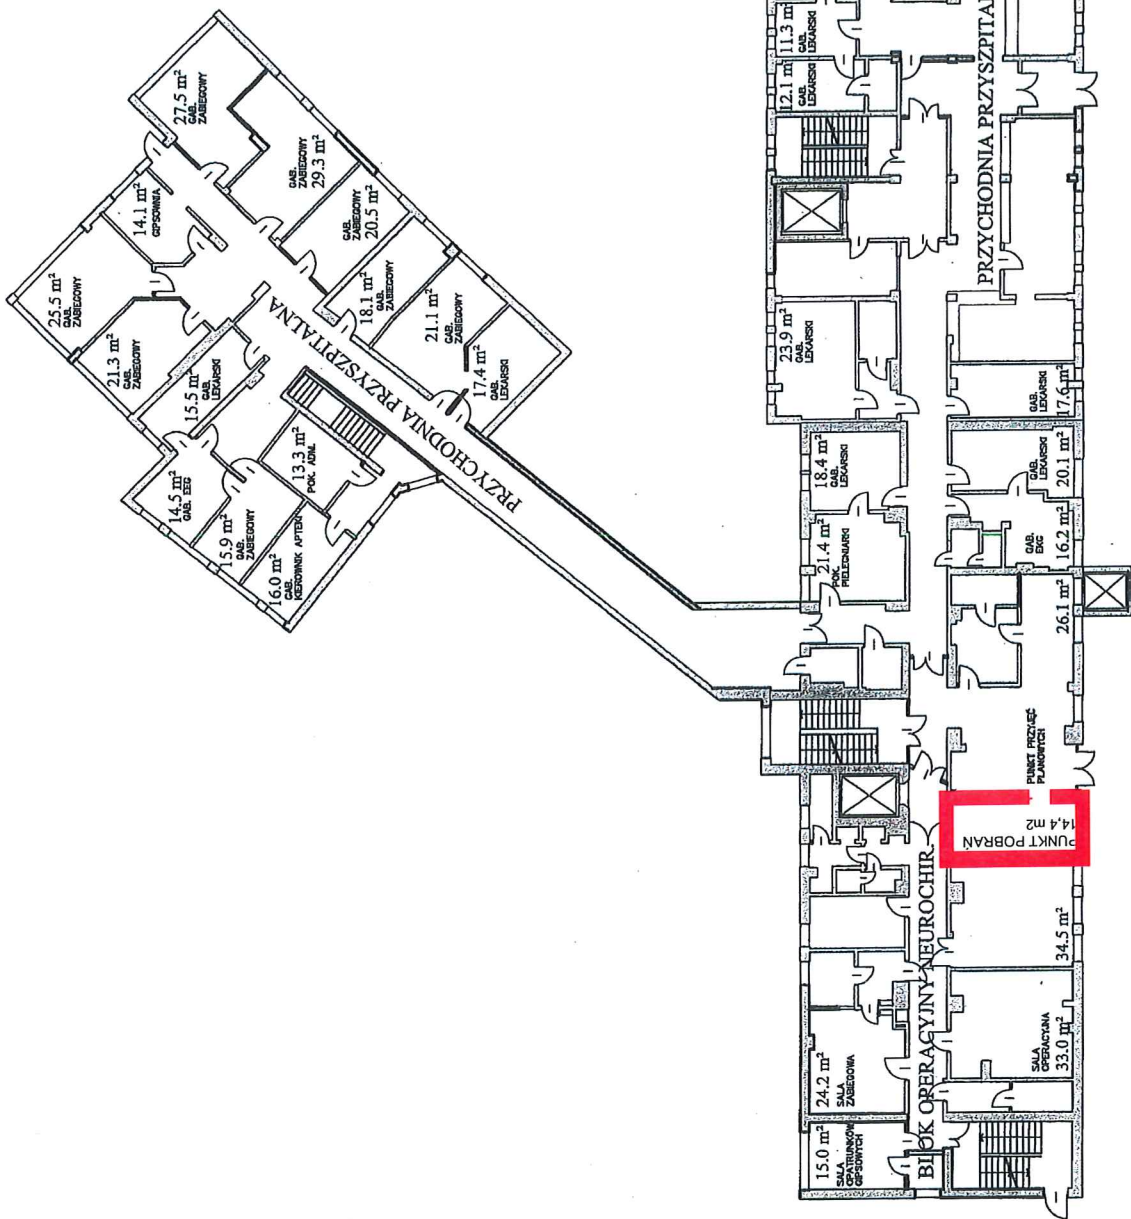 27.5 m²
GAB.
ZABIEGOWY
14.1 m²
GIPSOWNIA
GAB.
ZABIEGOWY
29.3 m²
25.5 m²
GAB.
ZABIEGOWY
GAB.
ZABIEGOWY
20.5 m²
21.3 m²
GAB.
ZABIEGOWY
18.1 m²
GAB.
ZABIEGOWY
15.5 m²
GAB.
LEKARSKI
21.1 m²
GAB.
ZABIEGOWY
17.4 m²
GAB.
LEKARSKI
PRZYCHODNIA PRZYSZPITALNA
13.3 m²
POK. ADM.
14.5 m²
GAB. EEG
15.9 m²
GAB.
ZABIEGOWY
16.0 m²
GAB.
KIEROWNIK APTEKI
11.3 m²
GAB.
LEKARSKI
12.1 m²
GAB.
LEKARSKI
PRZYCHODNIA PRZYSZPITAL
23.9 m²
GAB.
LEKARSKI
GAB.
LEKARSKI
17.6 m²
18.4 m²
GAB.
LEKARSKI
GAB.
LEKARSKI
20.1 m²
21.4 m²
POK.
PIELĘGNIARKI
GAB.
EKG
16.2 m²
26.1 m²
PUNKT PRZYJĘĆ
PLANOWYCH
PUNKT POBRAŃ
14,4 m2
BLOK OPERACYJNY NEUROCHIR.
34.5 m²
SALA
OPERACYJNA
33.0 m²
24.2 m²
SALA
ZABIEGOWA
15.0 m²
SALA
OPATRUNKÓW
GIPSOWYCH